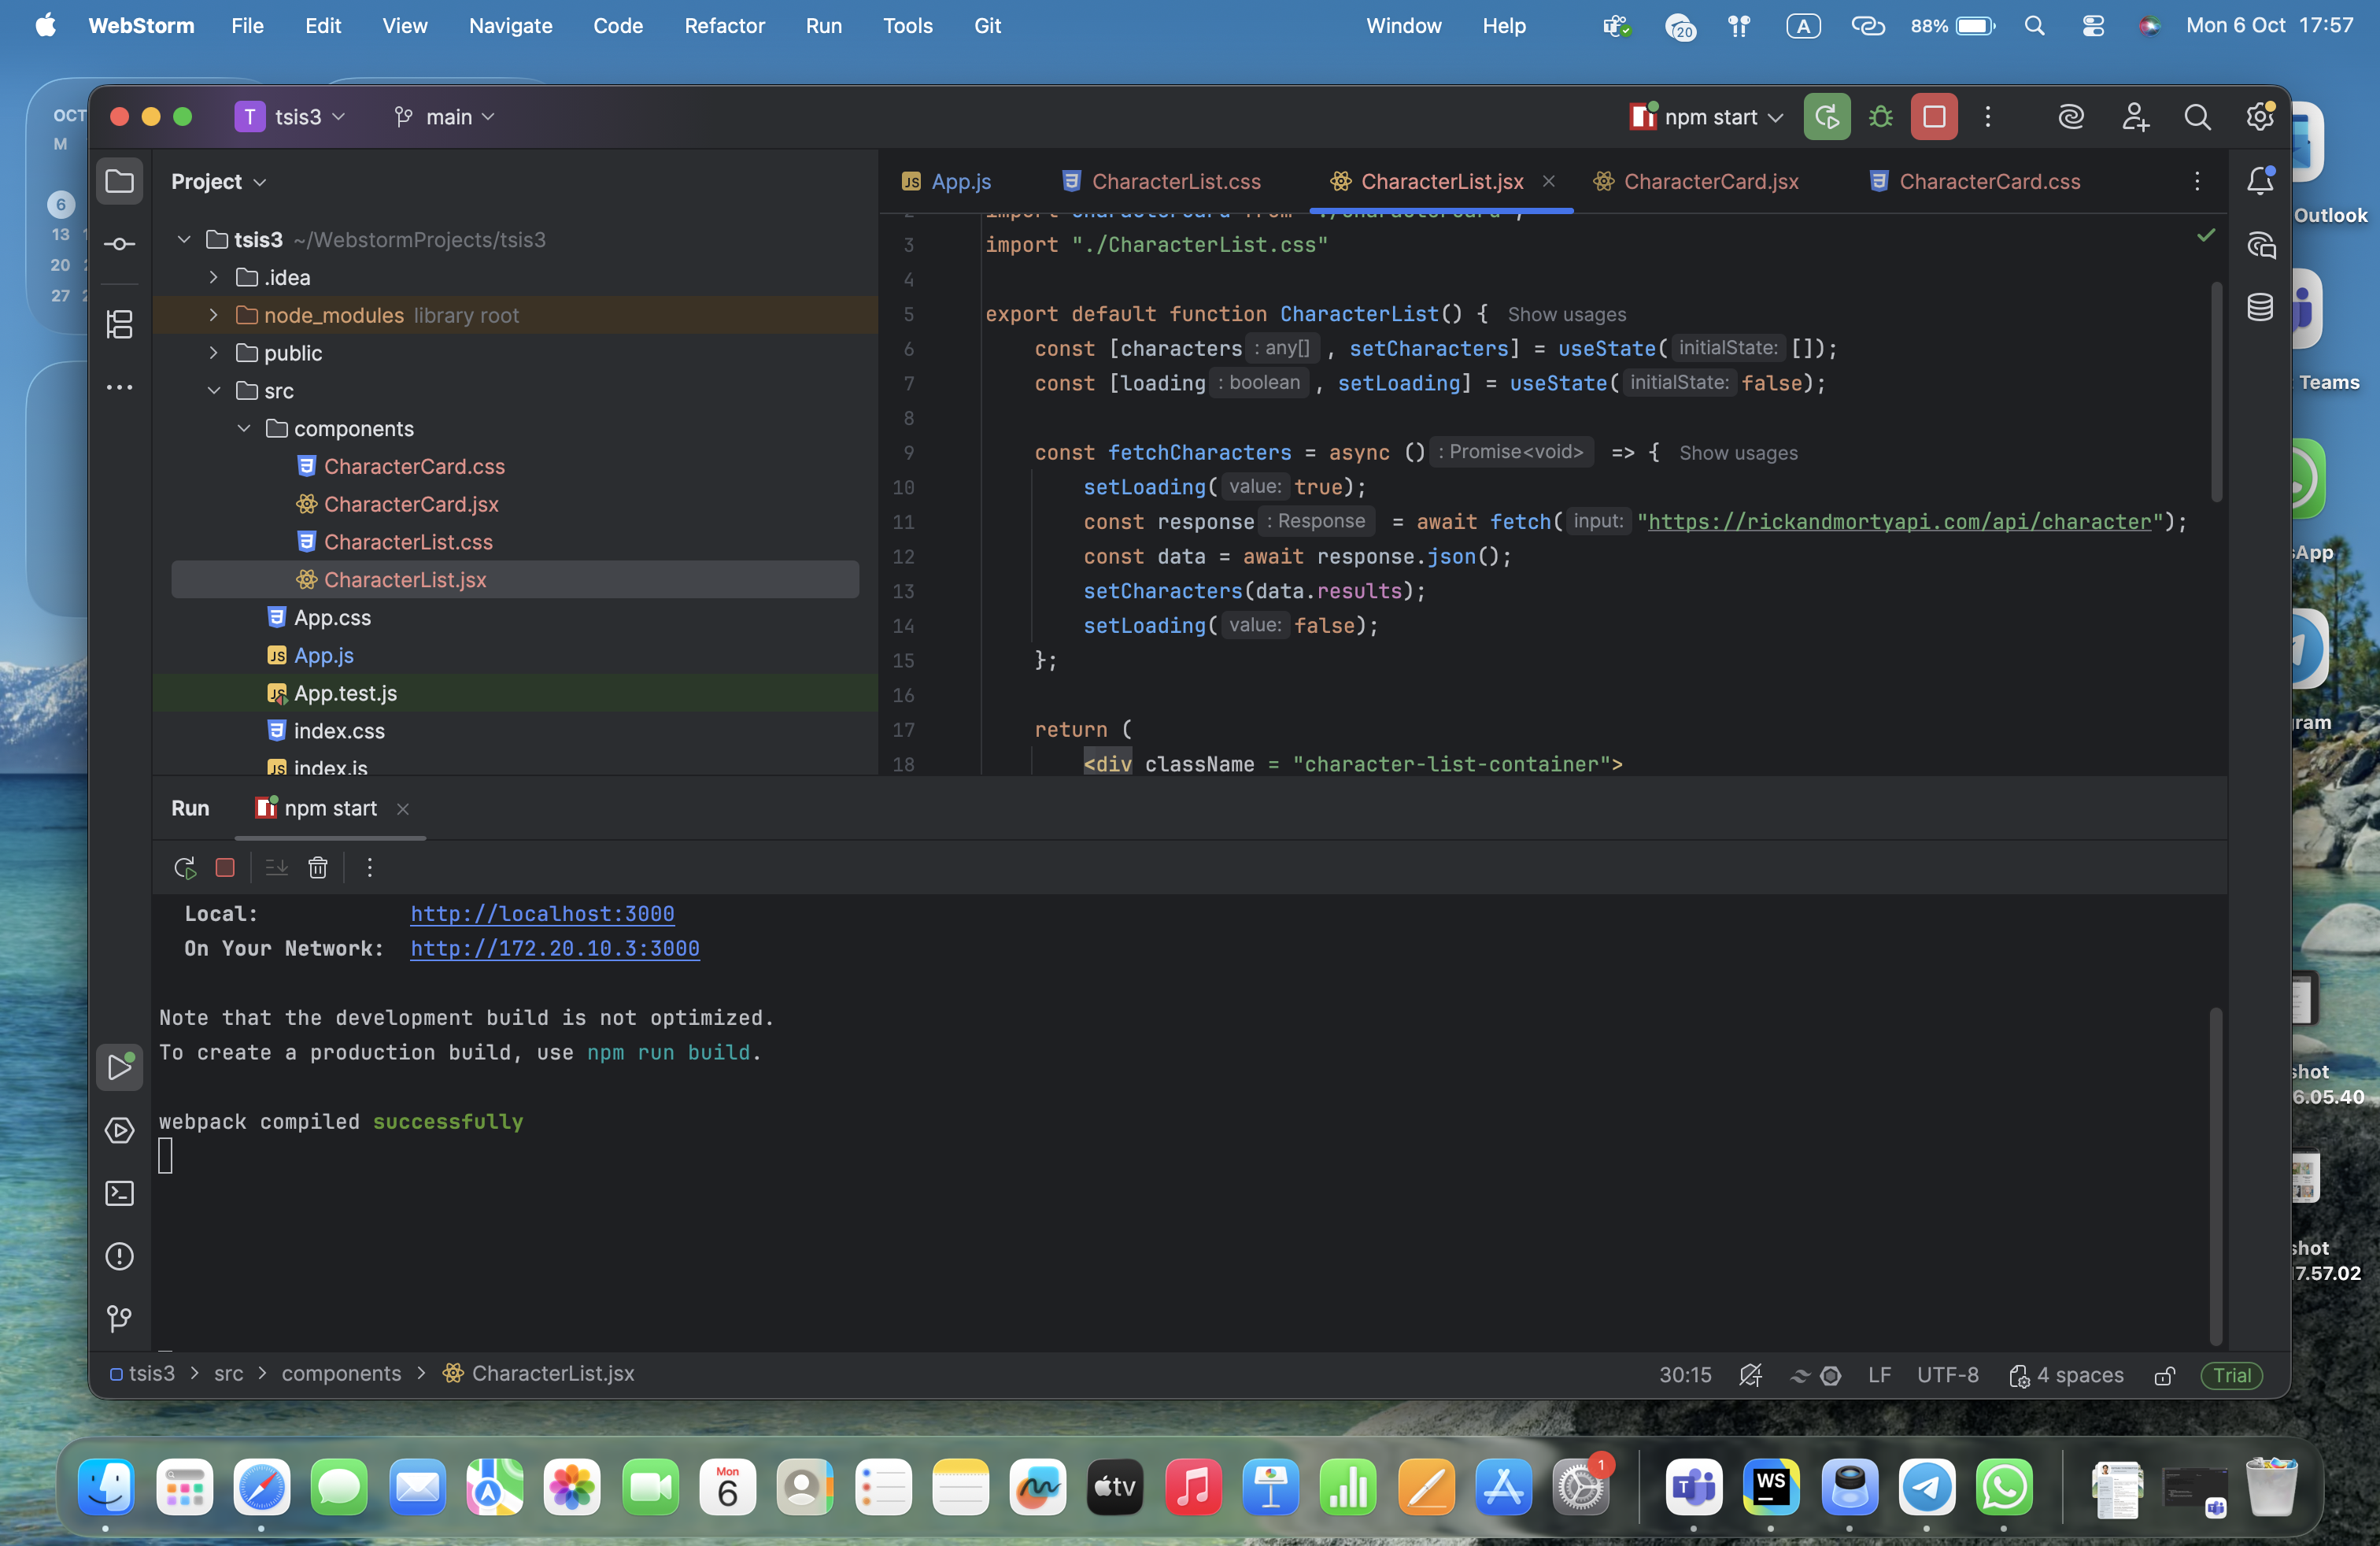 WebStorm File Edit View Navigate Code Refactor Run Tools Git Window Help 20 A 88% Mon 6 Oct 17:57
OCT
M
6
13
20
27
T tsis3 main npm start
Project
tsis3 ~/WebstormProjects/tsis3
.idea
node_modules library root
public
src
components
CharacterCard.css
CharacterCard.jsx
CharacterList.css
CharacterList.jsx
App.css
App.js
App.test.js
index.css
index.js
App.js CharacterList.css CharacterList.jsx CharacterCard.jsx CharacterCard.css
2 import CharacterCard from "./CharacterCard";
3 import "./CharacterList.css"
4
5 export default function CharacterList() { Show usages
6 const [characters : any[] , setCharacters] = useState( initialState: []);
7 const [loading : boolean , setLoading] = useState( initialState: false);
8
9 const fetchCharacters = async () : Promise<void> => { Show usages
10 setLoading( value: true);
11 const response : Response = await fetch( input: "https://rickandmortyapi.com/api/character");
12 const data = await response.json();
13 setCharacters(data.results);
14 setLoading( value: false);
15 };
16
17 return (
18 <div className = "character-list-container">
Run npm start
Local: http://localhost:3000
On Your Network: http://172.20.10.3:3000
Note that the development build is not optimized.
To create a production build, use npm run build.
webpack compiled successfully
tsis3 > src > components > CharacterList.jsx 30:15 LF UTF-8 4 spaces Trial
Outlook
Teams
sApp
gram
shot
6.05.40
shot
17.57.02
Mon
6
tv
1
WS